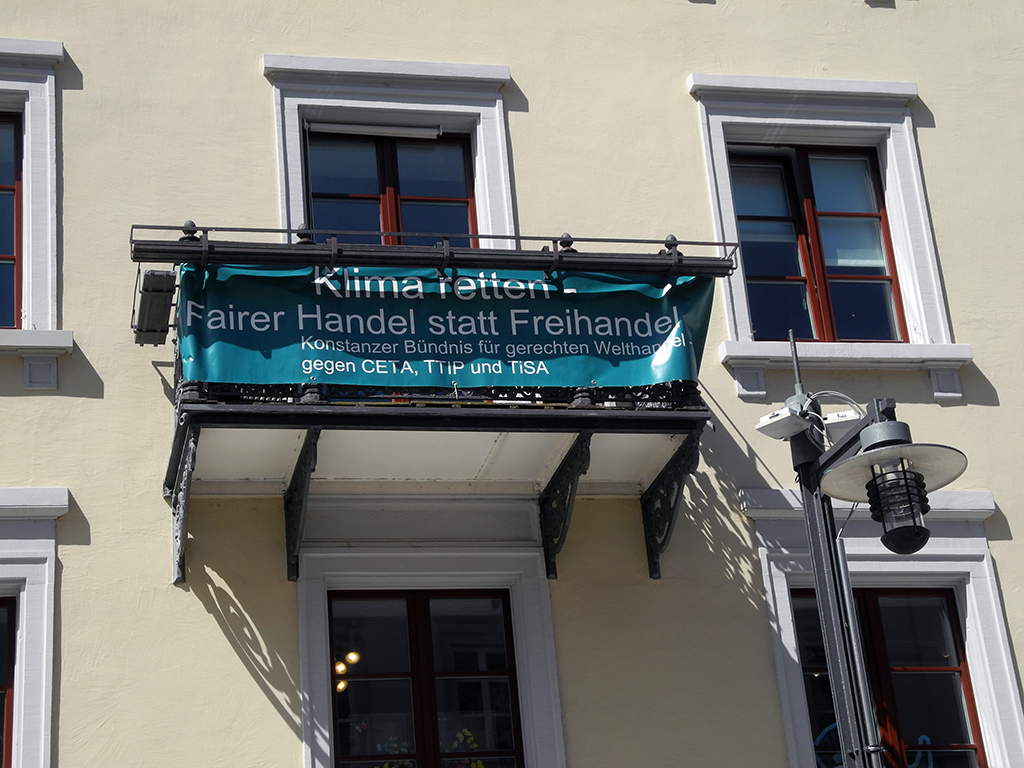 Klima retten -
Fairer Handel statt Freihandel
Konstanzer Bündnis für gerechten Welthandel
gegen CETA, TTIP und TiSA